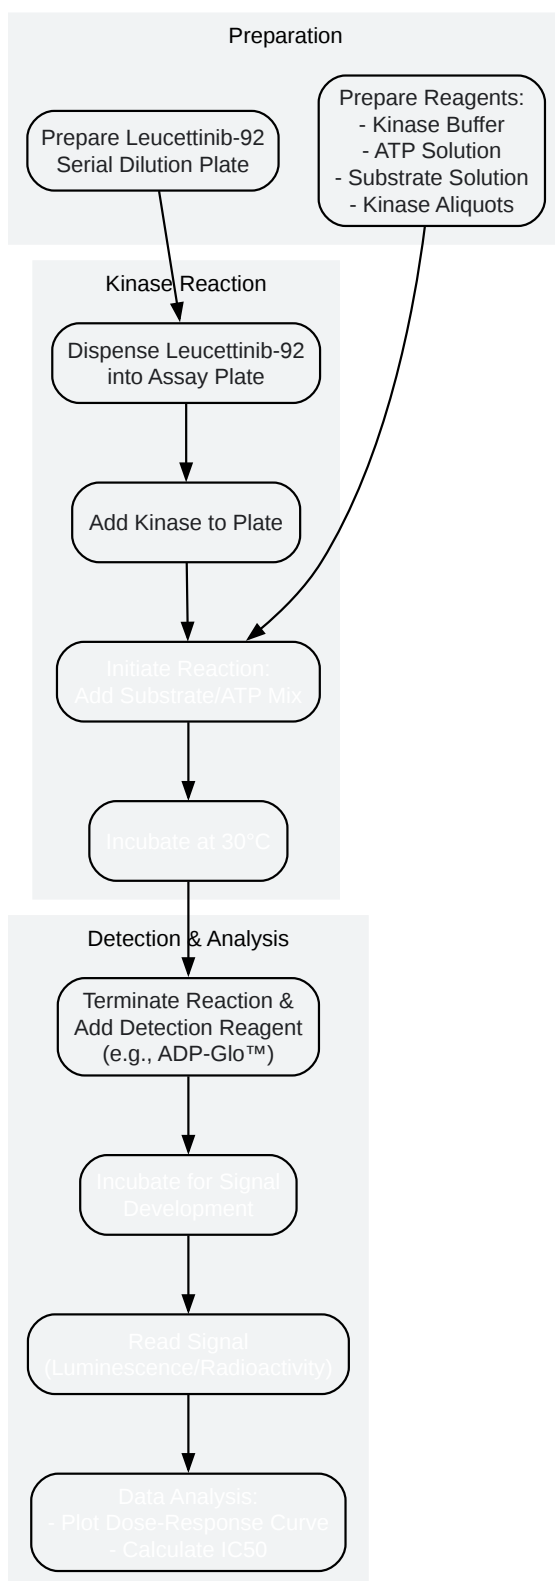 Preparation
Prepare Leucettinib-92
Serial Dilution Plate
Prepare Reagents:
- Kinase Buffer
- ATP Solution
- Substrate Solution
- Kinase Aliquots
Kinase Reaction
Dispense Leucettinib-92
into Assay Plate
Add Kinase to Plate
Initiate Reaction:
Add Substrate/ATP Mix
Incubate at 30°C
Detection & Analysis
Terminate Reaction &
Add Detection Reagent
(e.g., ADP-Glo™)
Incubate for Signal
Development
Read Signal
(Luminescence/Radioactivity)
Data Analysis:
- Plot Dose-Response Curve
- Calculate IC50